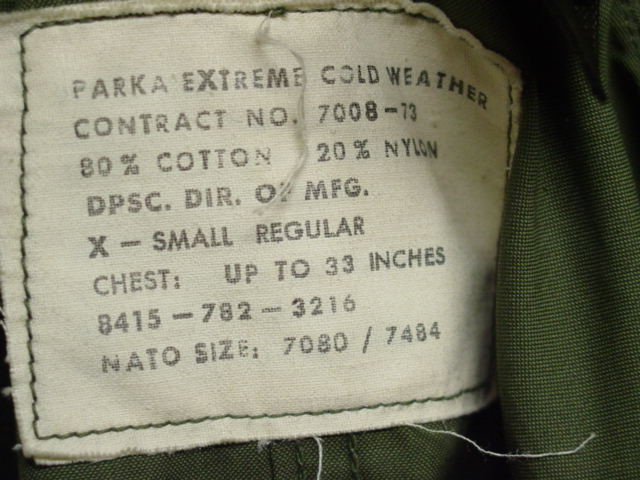 PARKA EXTREME COLD WEATHER
CONTRACT NO. 7008-73
80% COTTON 20% NYLON
DPSC. DIR. OF MFG.
X - SMALL REGULAR
CHEST: UP TO 33 INCHES
8415-782-3216
NATO SIZE: 7080 / 7484